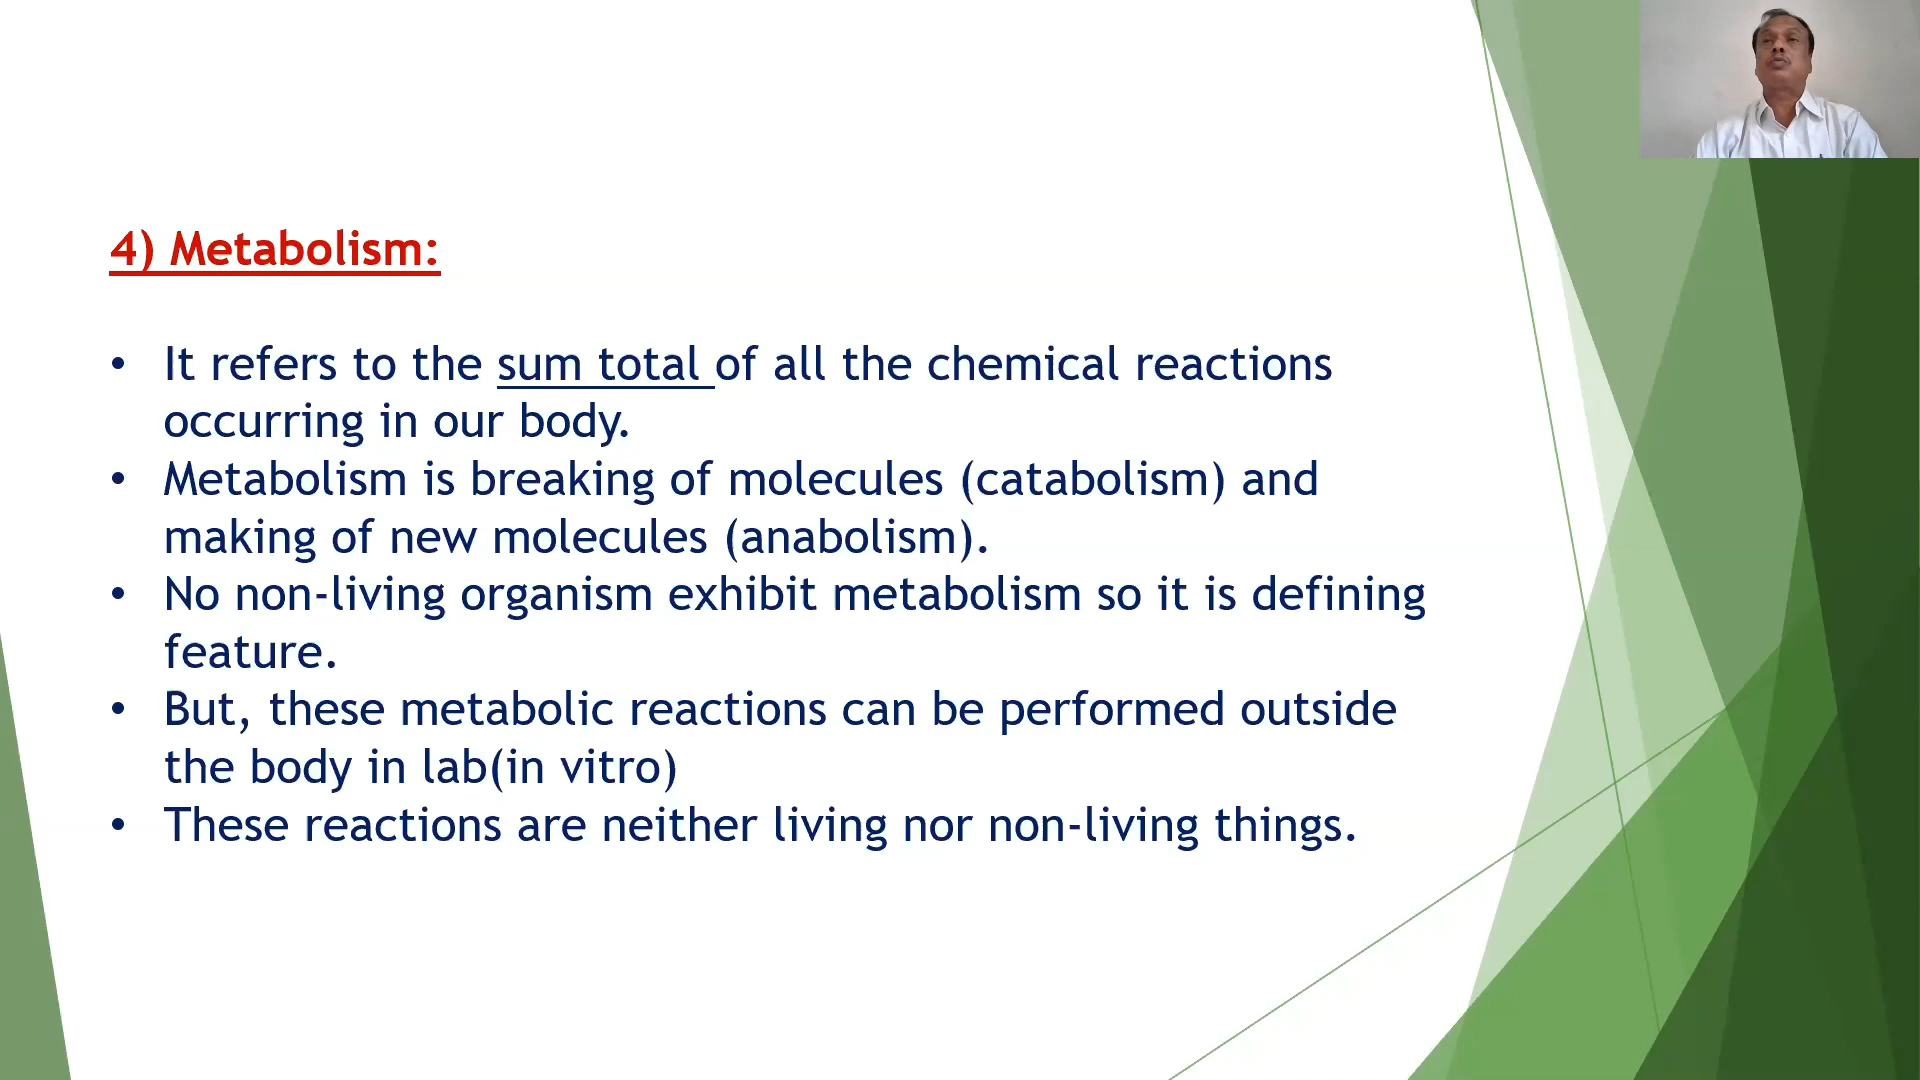 4) Metabolism:
• It refers to the sum total of all the chemical reactions
occurring in our body.
• Metabolism is breaking of molecules (catabolism) and
making of new molecules (anabolism).
• No non-living organism exhibit metabolism so it is defining
feature.
• But, these metabolic reactions can be performed outside
the body in lab(in vitro)
• These reactions are neither living nor non-living things.